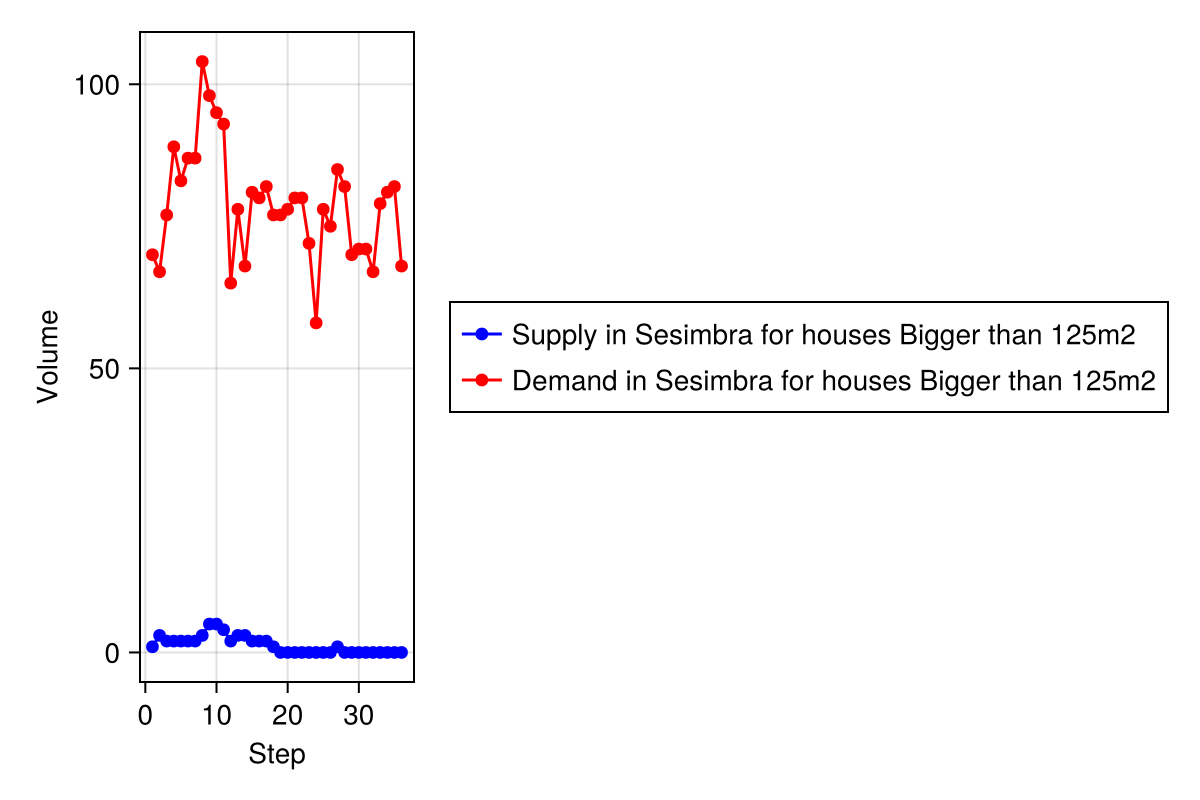 100
50
0
Volume
0 10 20 30
Step
Supply in Sesimbra for houses Bigger than 125m2
Demand in Sesimbra for houses Bigger than 125m2